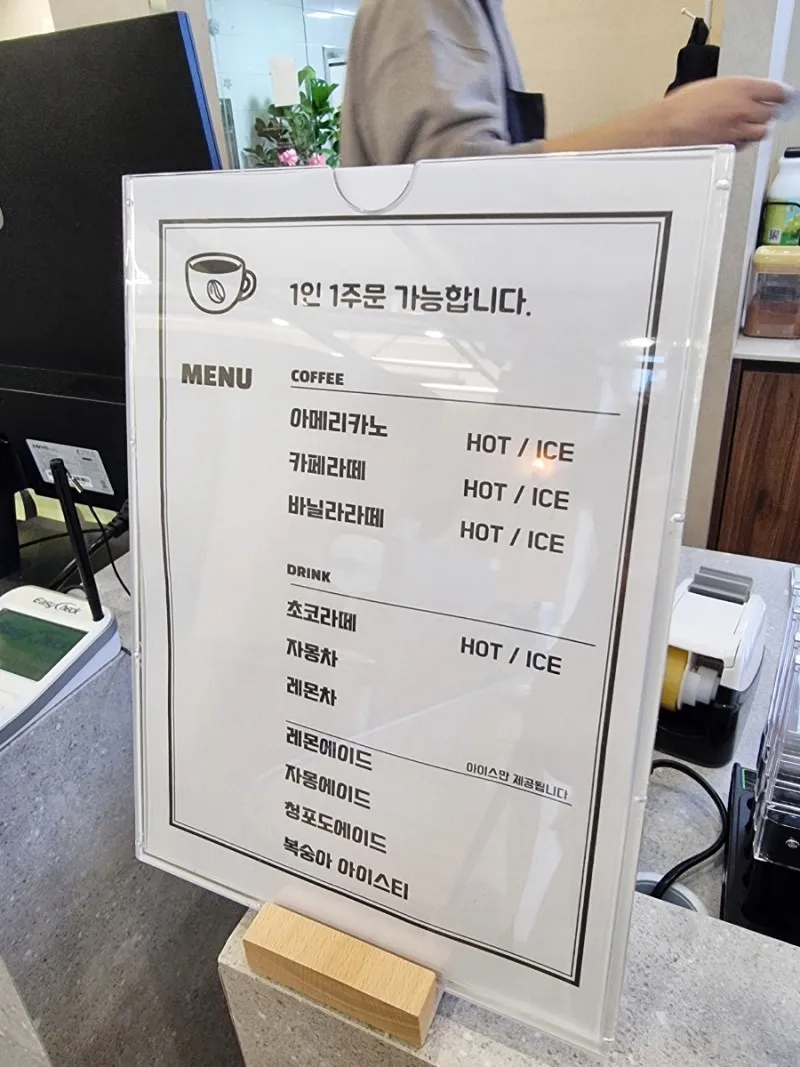 1인 1주문 가능합니다.
MENU
COFFEE
아메리카노 HOT / ICE
카페라떼 HOT / ICE
바닐라라떼 HOT / ICE
DRINK
초코라떼 HOT / ICE
자몽차
레몬차
레몬에이드 아이스만 제공됩니다
자몽에이드
청포도에이드
복숭아 아이스티
Easy Check